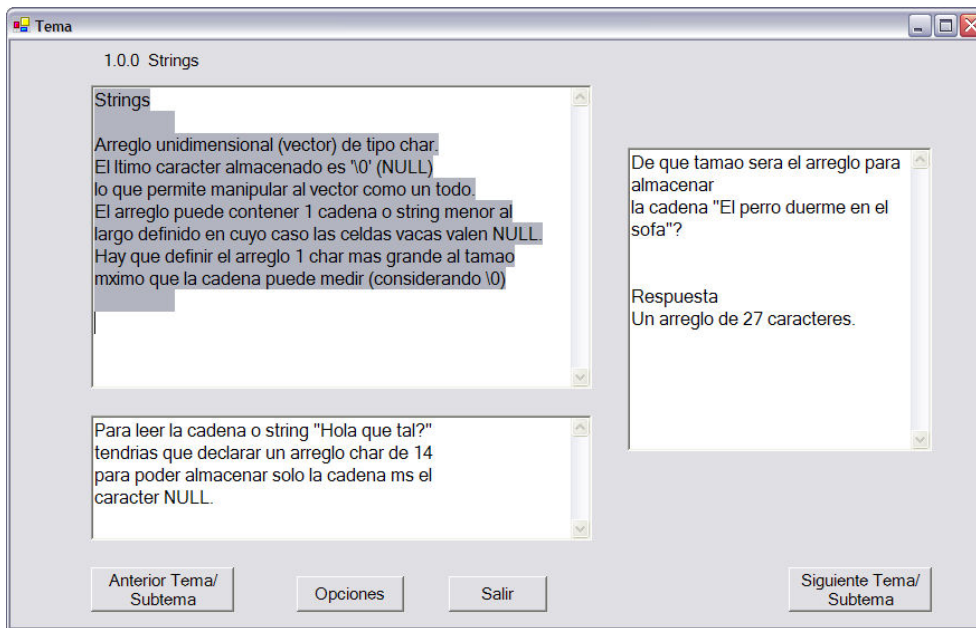 Tema
1.0.0 Strings
Strings
Arreglo unidimensional (vector) de tipo char.
El ltimo caracter almacenado es '\0' (NULL)
lo que permite manipular al vector como un todo.
El arreglo puede contener 1 cadena o string menor al
largo definido en cuyo caso las celdas vacas valen NULL.
Hay que definir el arreglo 1 char mas grande al tamao
mximo que la cadena puede medir (considerando \0)
De que tamao sera el arreglo para
almacenar
la cadena "El perro duerme en el
sofa"?
Respuesta
Un arreglo de 27 caracteres.
Para leer la cadena o string "Hola que tal?"
tendrias que declarar un arreglo char de 14
para poder almacenar solo la cadena ms el
caracter NULL.
Anterior Tema/
Subtema
Opciones
Salir
Siguiente Tema/
Subtema